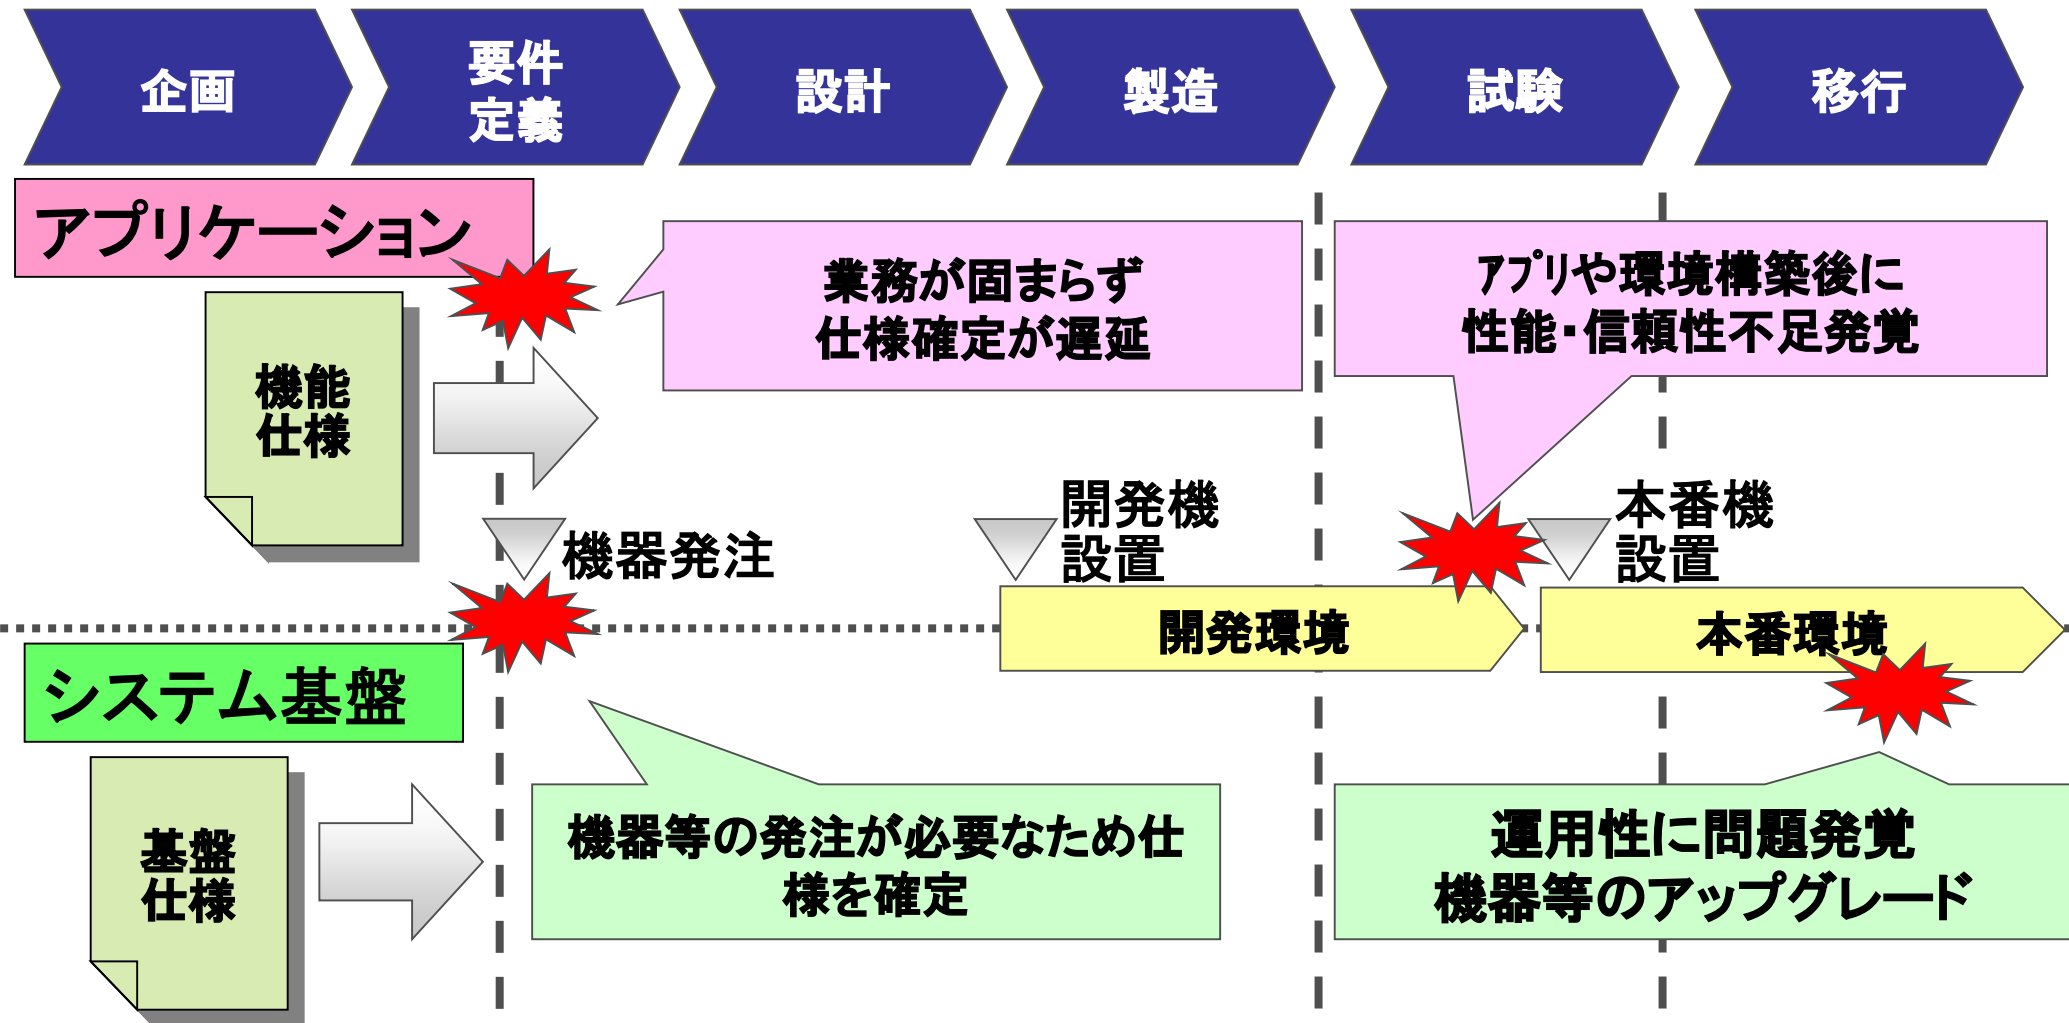 企画
要件
定義
設計
製造
試験
移行
アプリケーション
業務が固まらず
仕様確定が遅延
アプリや環境構築後に
性能・信頼性不足発覚
機能
仕様
機器発注
開発機
設置
本番機
設置
開発環境
本番環境
システム基盤
基盤
仕様
機器等の発注が必要なため仕
様を確定
運用性に問題発覚
機器等のアップグレード